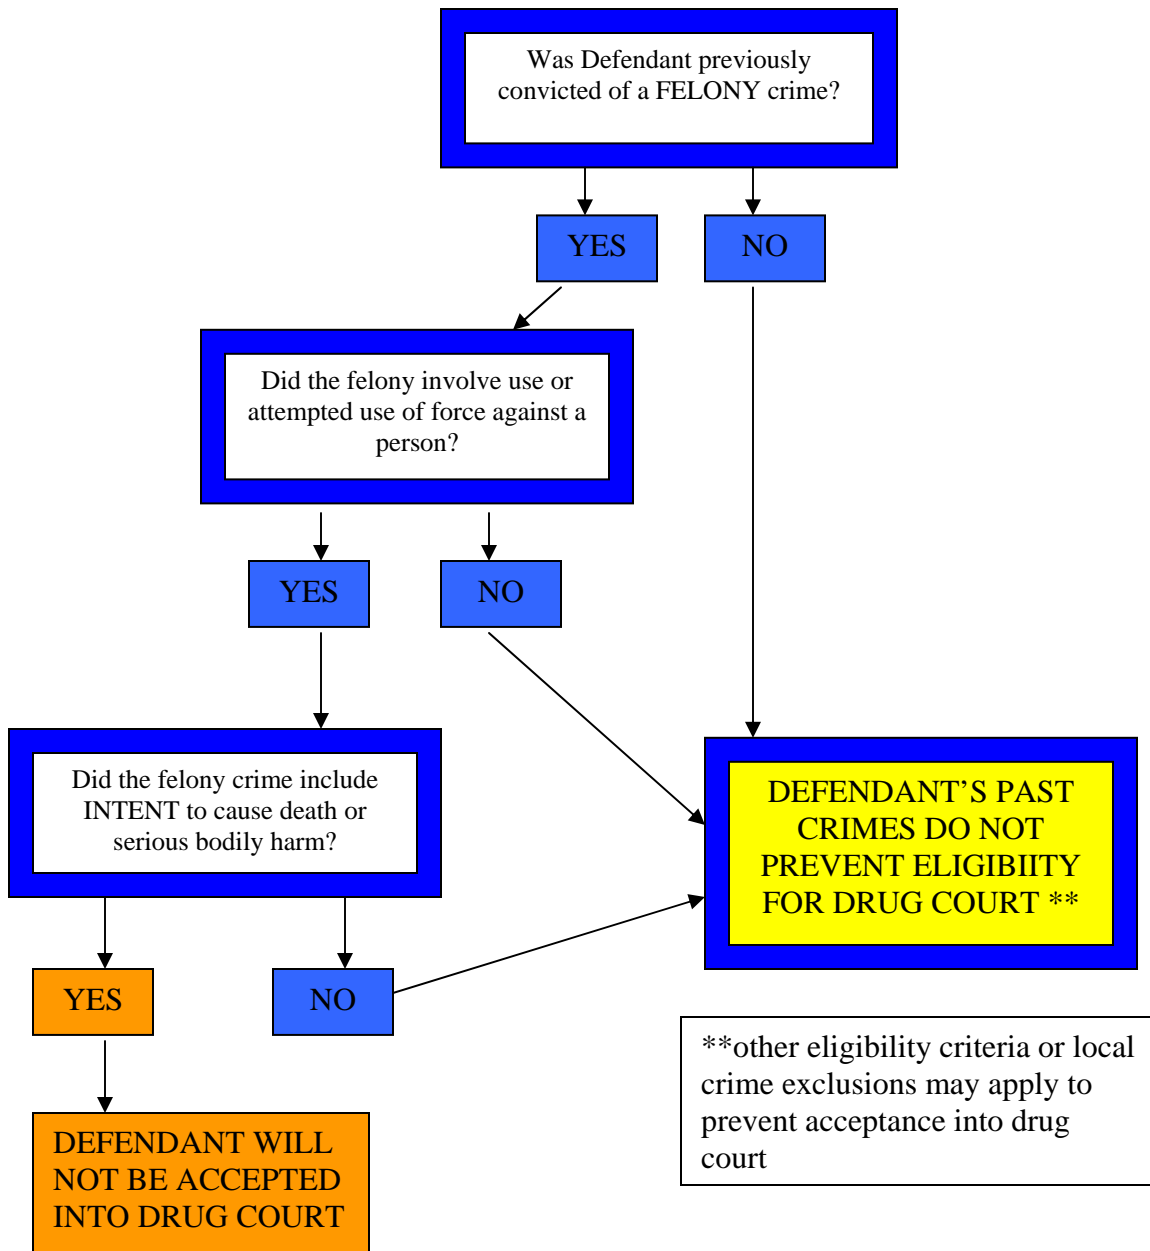 Was Defendant previously
convicted of a FELONY crime?
YES
NO
Did the felony involve use or
attempted use of force against a
person?
YES
NO
Did the felony crime include
INTENT to cause death or
serious bodily harm?
DEFENDANT’S PAST
CRIMES DO NOT
PREVENT ELIGIBIITY
FOR DRUG COURT **
YES
NO
**other eligibility criteria or local
crime exclusions may apply to
prevent acceptance into drug
court
DEFENDANT WILL
NOT BE ACCEPTED
INTO DRUG COURT